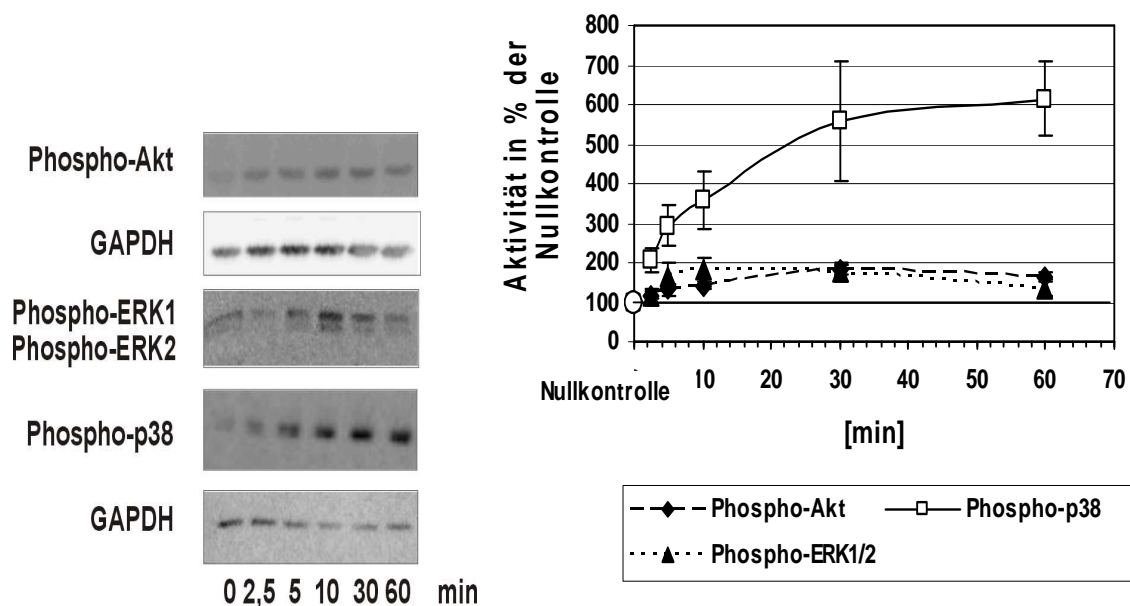 Phospho-Akt
GAPDH
Phospho-ERK1
Phospho-ERK2
Phospho-p38
GAPDH
0 2,5 5 10 30 60 min
Aktivität in % der
Nullkontrolle
800
700
600
500
400
300
200
100
0
Nullkontrolle
10 20 30 40 50 60 70
[min]
Phospho-Akt
Phospho-p38
Phospho-ERK1/2